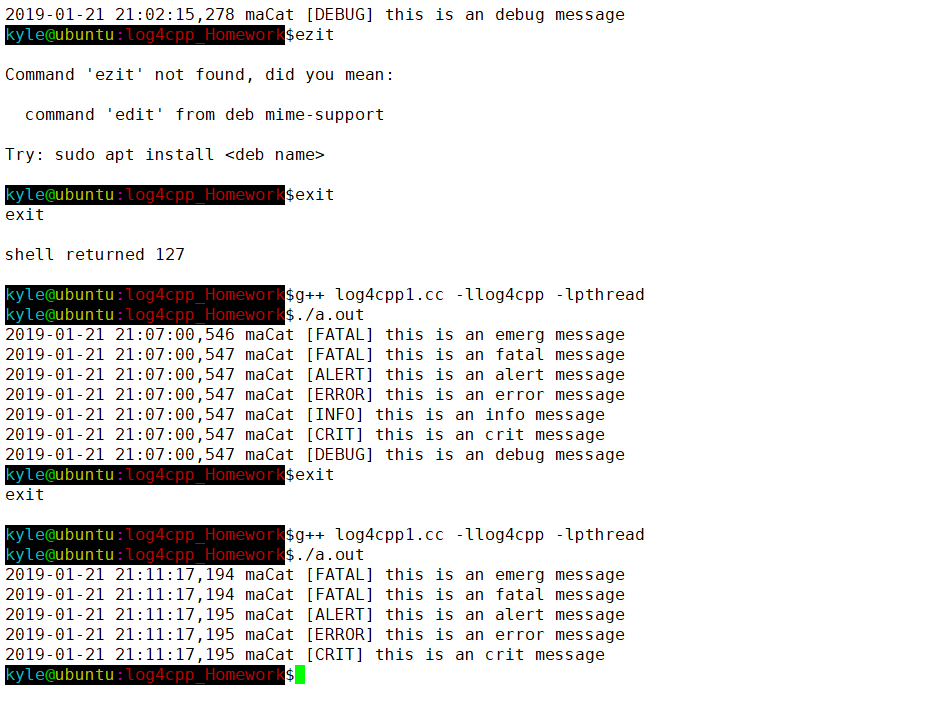 2019-01-21 21:02:15,278 maCat [DEBUG] this is an debug message
kyle@ubuntu:log4cpp_Homework$ezit
Command 'ezit' not found, did you mean:
command 'edit' from deb mime-support
Try: sudo apt install <deb name>
kyle@ubuntu:log4cpp_Homework$exit
exit
shell returned 127
kyle@ubuntu:log4cpp_Homework$g++ log4cpp1.cc -llog4cpp -lpthread
kyle@ubuntu:log4cpp_Homework$./a.out
2019-01-21 21:07:00,546 maCat [FATAL] this is an emerg message
2019-01-21 21:07:00,547 maCat [FATAL] this is an fatal message
2019-01-21 21:07:00,547 maCat [ALERT] this is an alert message
2019-01-21 21:07:00,547 maCat [ERROR] this is an error message
2019-01-21 21:07:00,547 maCat [INFO] this is an info message
2019-01-21 21:07:00,547 maCat [CRIT] this is an crit message
2019-01-21 21:07:00,547 maCat [DEBUG] this is an debug message
kyle@ubuntu:log4cpp_Homework$exit
exit
kyle@ubuntu:log4cpp_Homework$g++ log4cpp1.cc -llog4cpp -lpthread
kyle@ubuntu:log4cpp_Homework$./a.out
2019-01-21 21:11:17,194 maCat [FATAL] this is an emerg message
2019-01-21 21:11:17,194 maCat [FATAL] this is an fatal message
2019-01-21 21:11:17,195 maCat [ALERT] this is an alert message
2019-01-21 21:11:17,195 maCat [ERROR] this is an error message
2019-01-21 21:11:17,195 maCat [CRIT] this is an crit message
kyle@ubuntu:log4cpp_Homework$